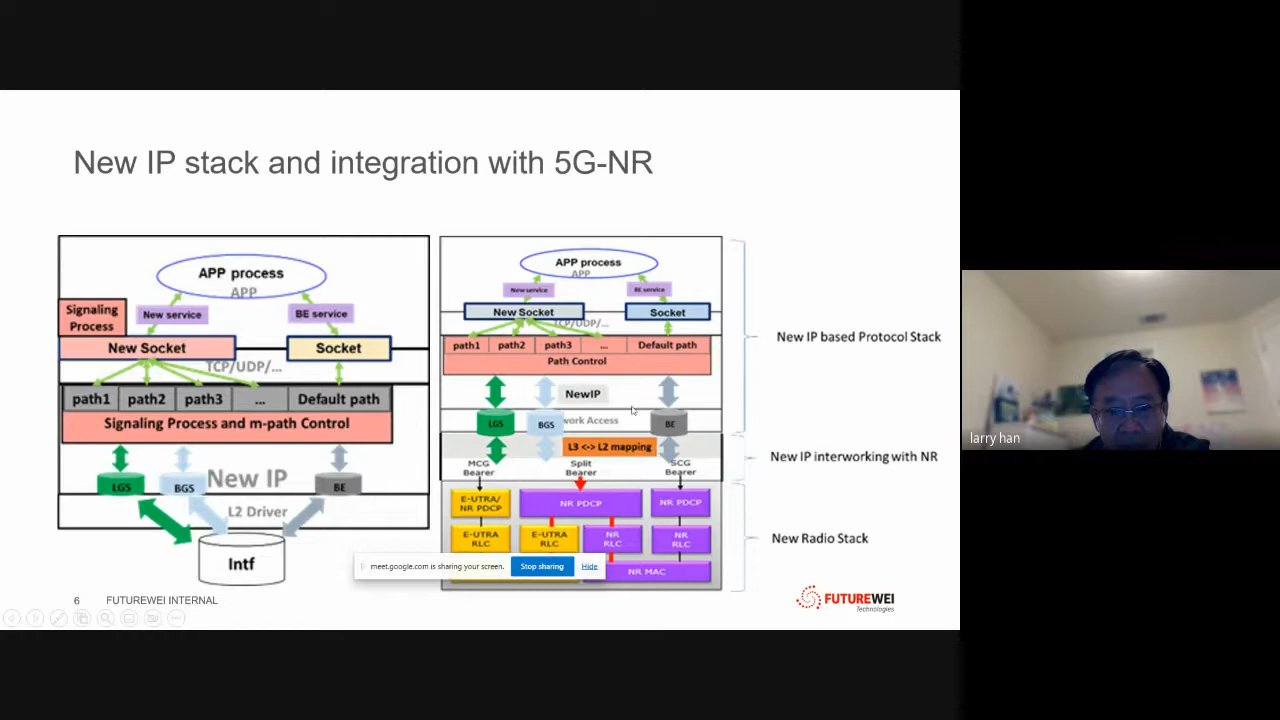 New IP stack and integration with 5G-NR
APP process
APP
Signaling
Process
New service
BE service
New Socket
Socket
TCP/UDP/...
path1
path2
path3
...
Default path
Signaling Process and m-path Control
LGS
BGS
New IP
BE
L2 Driver
Intf
APP process
APP
New service
BE service
New Socket
Socket
TCP/UDP/...
path1
path2
path3
...
Default path
Path Control
NewIP
LGS
BGS
work Access
BE
L3 <-> L2 mapping
MCG
Bearer
Split
Bearer
SCG
Bearer
E-UTRA/
NR PDCP
NR PDCP
NR PDCP
E-UTRA
RLC
E-UTRA
RLC
NR
RLC
NR
RLC
NR MAC
New IP based Protocol Stack
New IP interworking with NR
New Radio Stack
meet.google.com is sharing your screen.
Stop sharing
Hide
6
FUTUREWEI INTERNAL
FUTUREWEI
Technologies
larry han